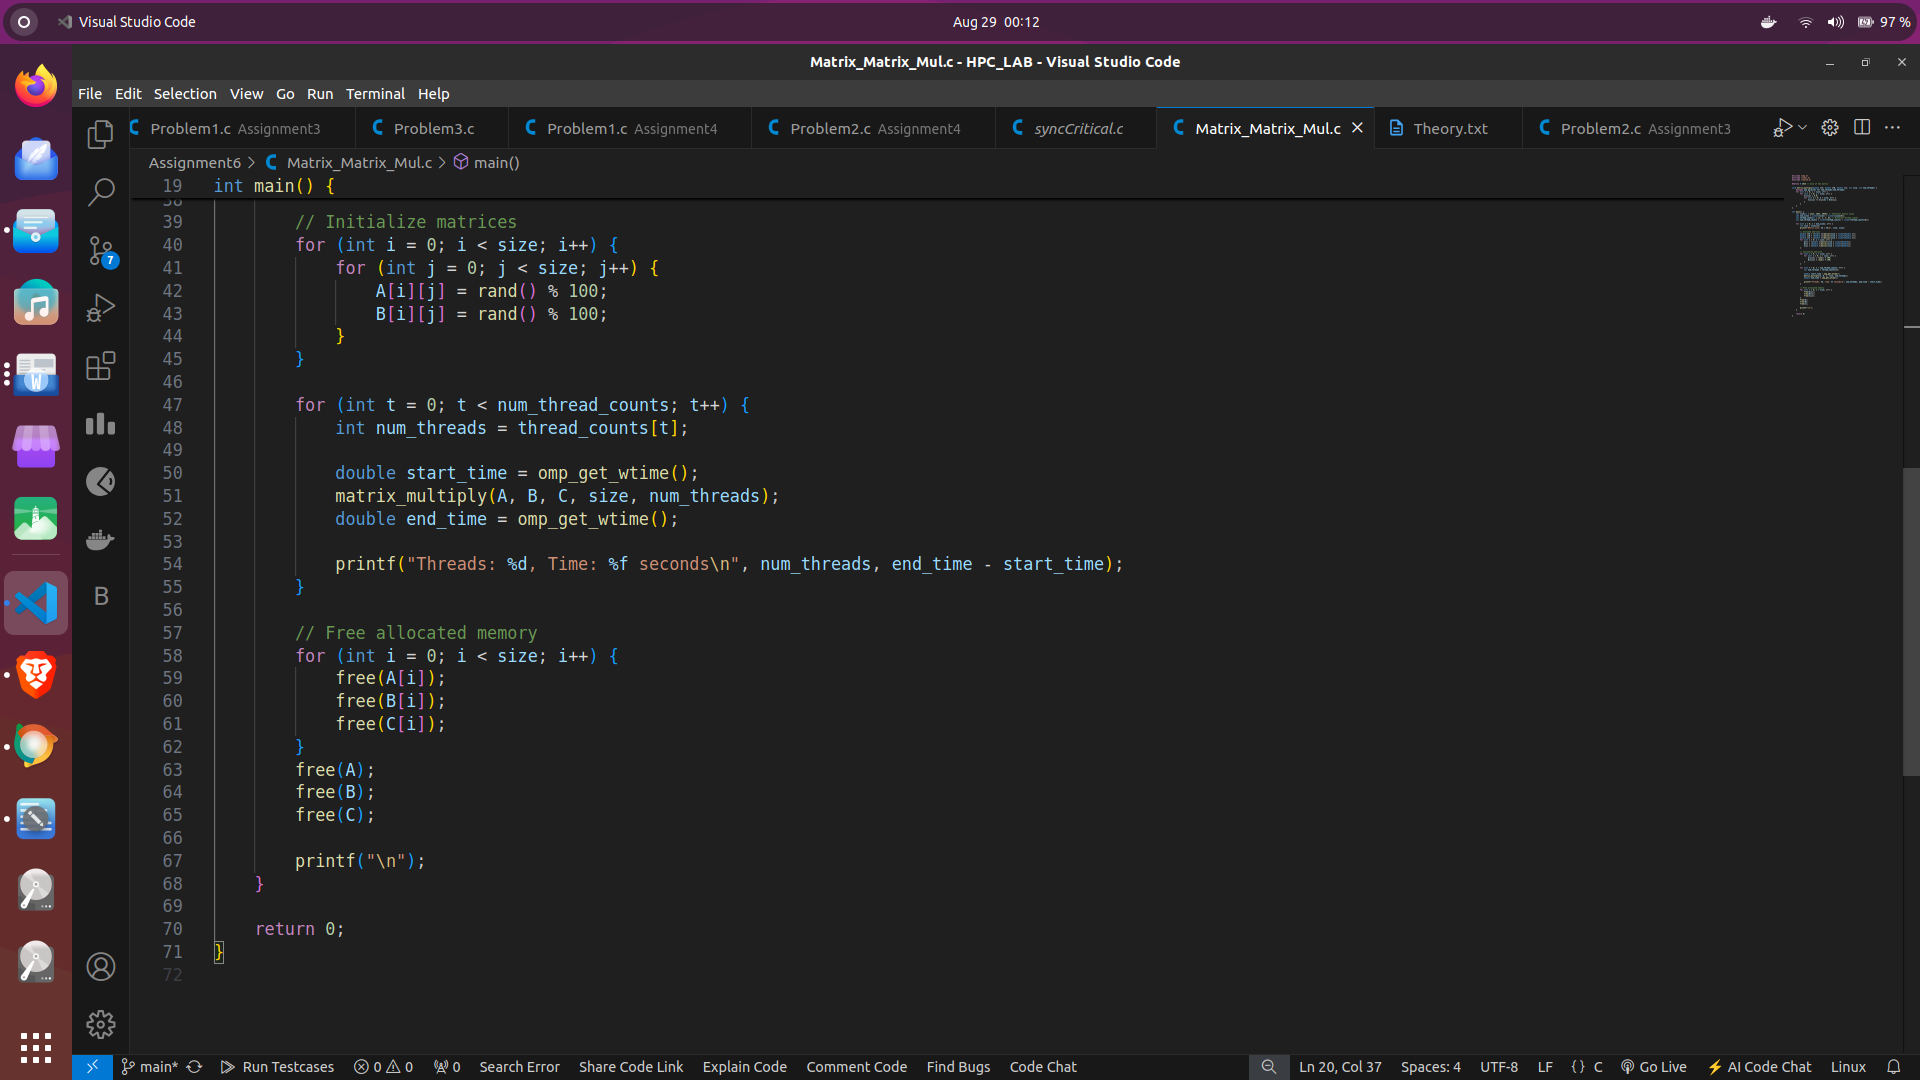 Visual Studio Code
Aug 29  00:12
97 %
Matrix_Matrix_Mul.c - HPC_LAB - Visual Studio Code
File Edit Selection View Go Run Terminal Help
Problem1.c Assignment3
Problem3.c
Problem1.c Assignment4
Problem2.c Assignment4
syncCritical.c
Matrix_Matrix_Mul.c
Theory.txt
Problem2.c Assignment3
Assignment6 > Matrix_Matrix_Mul.c > main()
19 int main() {
38
39 // Initialize matrices
40 for (int i = 0; i < size; i++) {
41 for (int j = 0; j < size; j++) {
42 A[i][j] = rand() % 100;
43 B[i][j] = rand() % 100;
44 }
45 }
46
47 for (int t = 0; t < num_thread_counts; t++) {
48 int num_threads = thread_counts[t];
49
50 double start_time = omp_get_wtime();
51 matrix_multiply(A, B, C, size, num_threads);
52 double end_time = omp_get_wtime();
53
54 printf("Threads: %d, Time: %f seconds\n", num_threads, end_time - start_time);
55 }
56
57 // Free allocated memory
58 for (int i = 0; i < size; i++) {
59 free(A[i]);
60 free(B[i]);
61 free(C[i]);
62 }
63 free(A);
64 free(B);
65 free(C);
66
67 printf("\n");
68 }
69
70 return 0;
71 }
72
7
B
W
main* Run Testcases 0 0 0 Search Error Share Code Link Explain Code Comment Code Find Bugs Code Chat Ln 20, Col 37 Spaces: 4 UTF-8 LF {} C Go Live AI Code Chat Linux